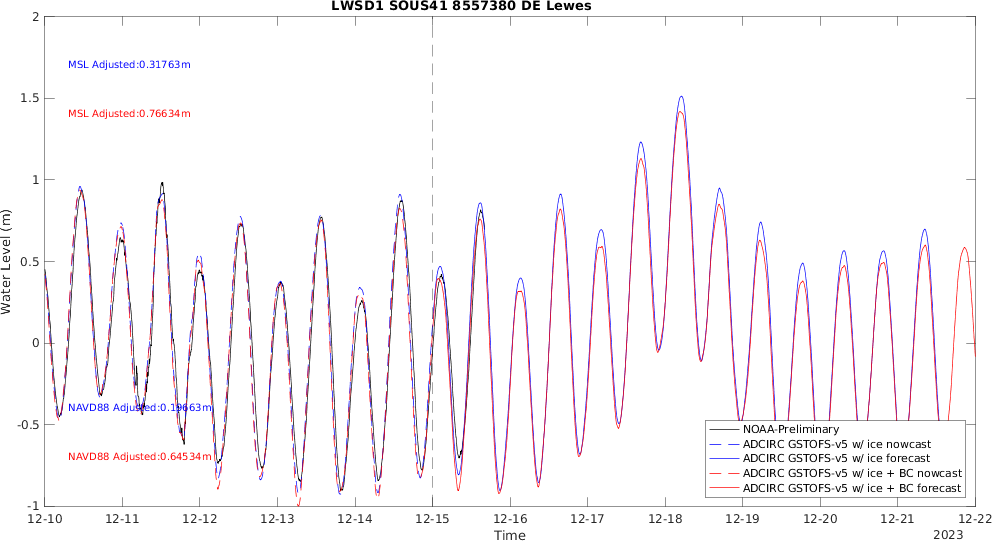 LWSD1 SOUS41 8557380 DE Lewes
Water Level (m)
2
1.5
1
0.5
0
-0.5
-1
MSL Adjusted:0.31763m
MSL Adjusted:0.76634m
NAVD88 Adjusted:0.19663m
NAVD88 Adjusted:0.64534m
NOAA-Preliminary
ADCIRC GSTOFS-v5 w/ ice nowcast
ADCIRC GSTOFS-v5 w/ ice forecast
ADCIRC GSTOFS-v5 w/ ice + BC nowcast
ADCIRC GSTOFS-v5 w/ ice + BC forecast
12-10 12-11 12-12 12-13 12-14 12-15 12-16 12-17 12-18 12-19 12-20 12-21 12-22
Time
2023